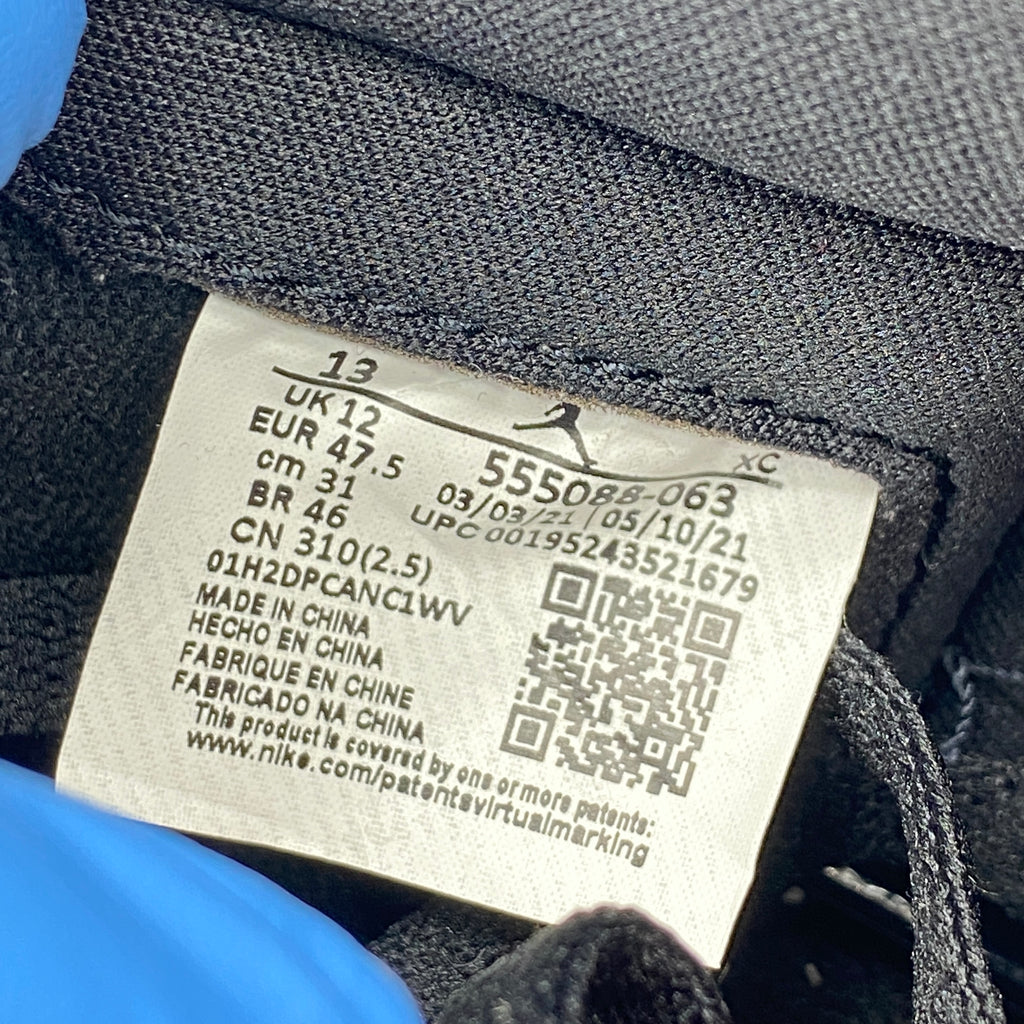 13
UK 12
EUR 47.5
cm 31
BR 46
CN 310(2.5)
01H2DPCANC1WV
MADE IN CHINA
HECHO EN CHINA
FABRIQUE EN CHINE
FABRICADO NA CHINA
This product is covered by one or more patents:
www.nike.com/patentsvirtualmarking
XC
555088-063
03/03/21 / 05/10/21
UPC 00195243521679